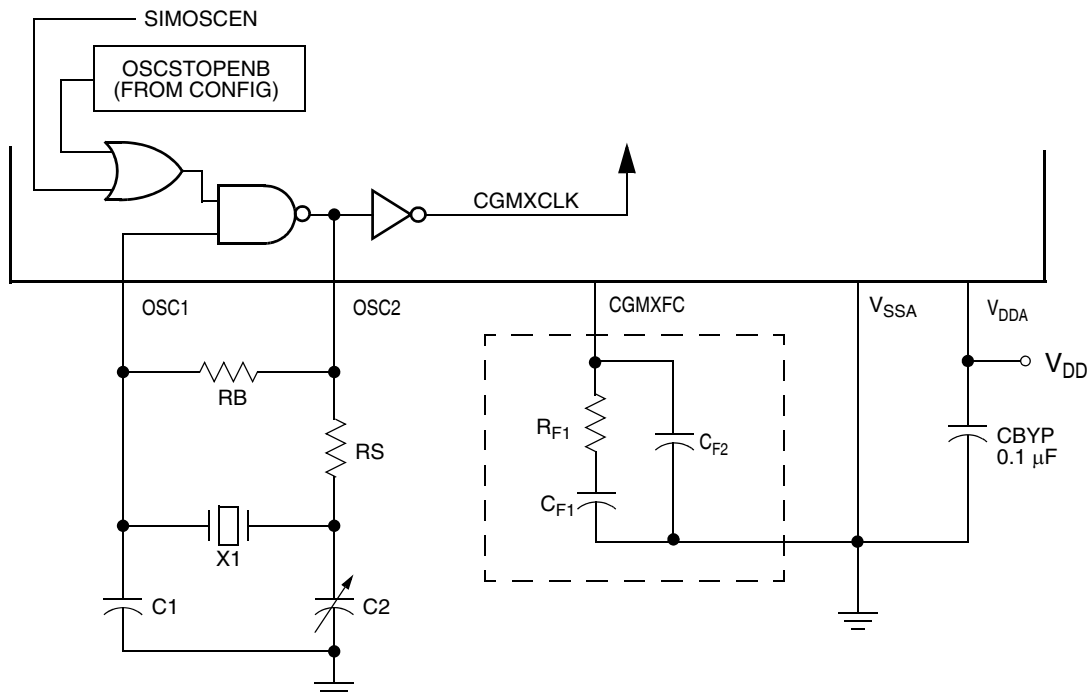 SIMOSCEN
OSCSTOPENB
(FROM CONFIG)
CGMXCLK
OSC1
OSC2
CGMXFC
VSSA
VDDA
VDD
RB
RS
RF1
CF2
CBYP
0.1 μF
CF1
X1
C1
C2